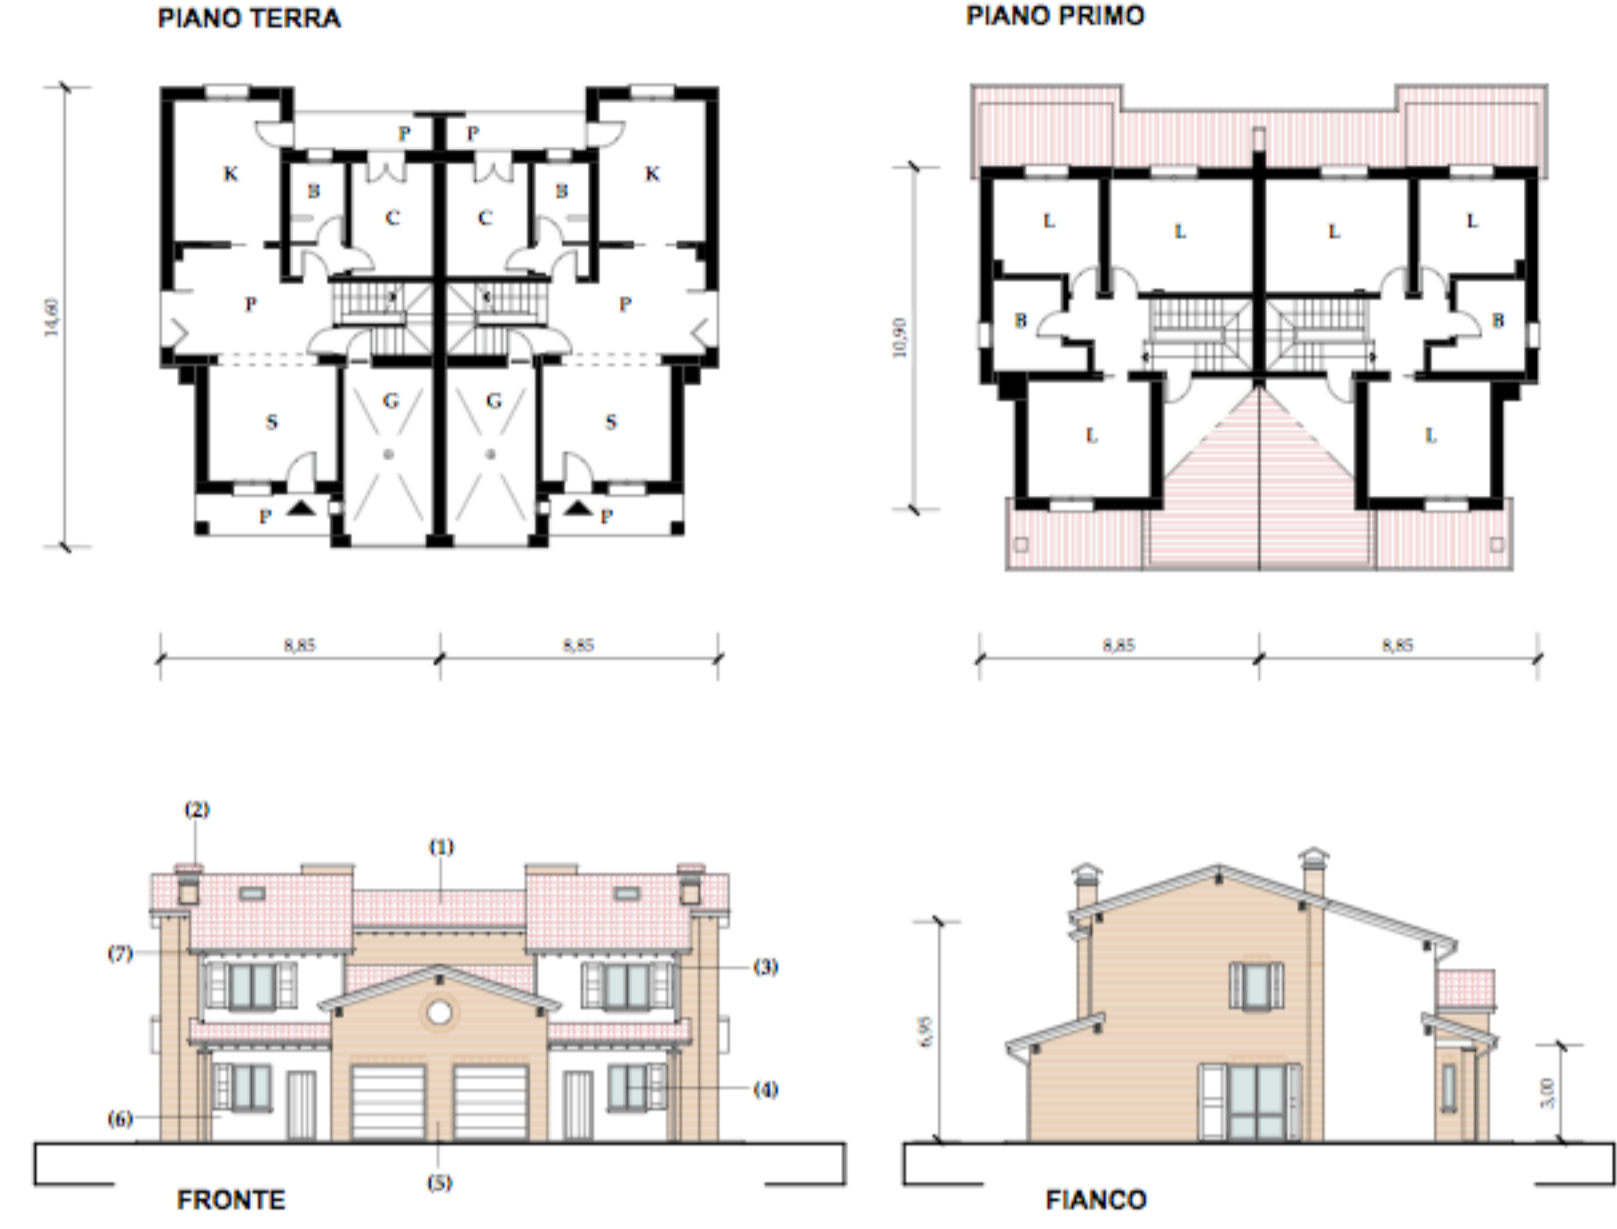 PIANO TERRA
PIANO PRIMO
P P
K B C C B K
L L L L
14,60
10,90
P P
B B
G G
S S
L L
P P
8,85 8,85
8,85 8,85
(2)
(1)
(7)
(3)
6,95
(4)
3,00
(6)
(5)
FRONTE
FIANCO